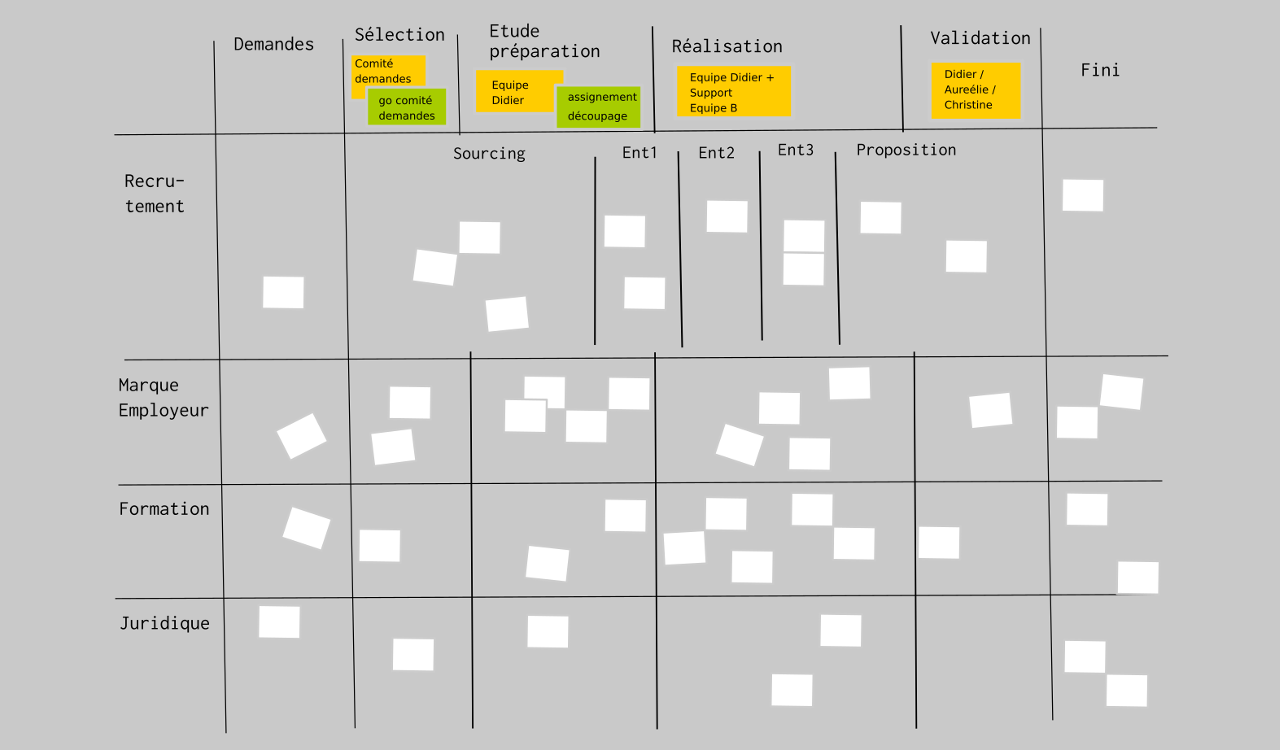 Demandes
Sélection
Etude
préparation
Réalisation
Validation
Fini
Comité
demandes
go comité
demandes
Equipe
Didier
assignement
découpage
Equipe Didier +
Support
Equipe B
Didier /
Aureélie /
Christine
Recru-
tement
Sourcing
Ent1
Ent2
Ent3
Proposition
Marque
Employeur
Formation
Juridique